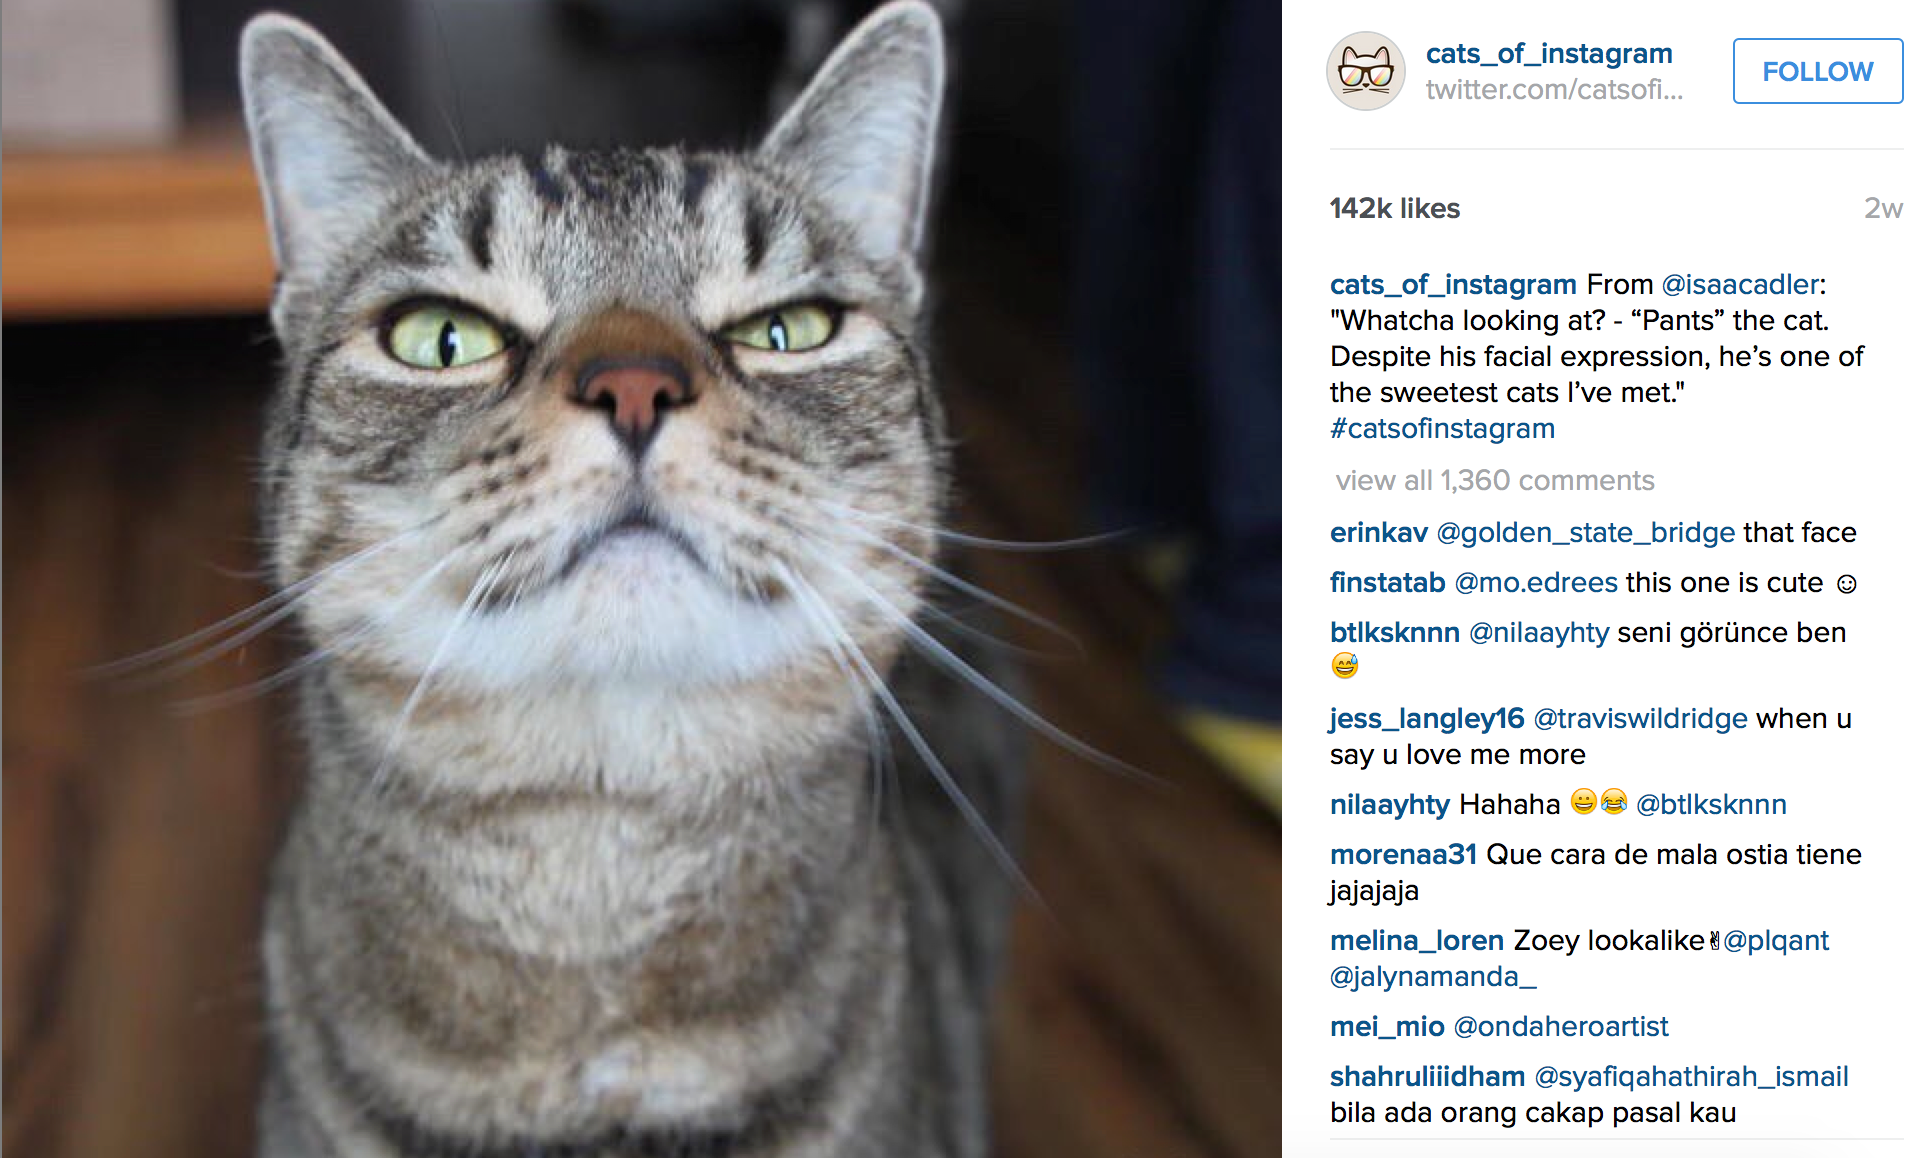 cats_of_instagram
twitter.com/catsofi...
FOLLOW
142k likes
2w
cats_of_instagram From @isaacadler:
"Whatcha looking at? - “Pants” the cat.
Despite his facial expression, he’s one of
the sweetest cats I’ve met."
#catsofinstagram
view all 1,360 comments
erinkav @golden_state_bridge that face
finstatab @mo.edrees this one is cute ☺
btlksknnn @nilaayhty seni görünce ben
😅
jess_langley16 @traviswildridge when u
say u love me more
nilaayhty Hahaha 😀😂 @btlksknnn
morenaa31 Que cara de mala ostia tiene
jajajaja
melina_loren Zoey lookalike✌@plqant
@jalynamanda_
mei_mio @ondaheroartist
shahruliiidham @syafiqahathirah_ismail
bila ada orang cakap pasal kau